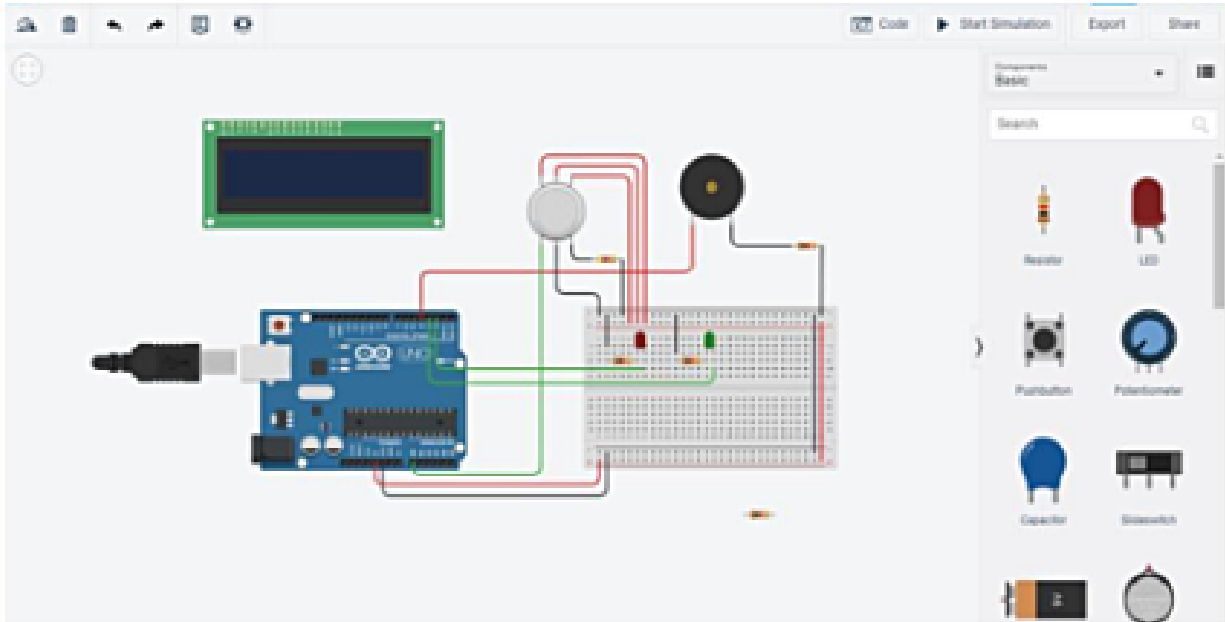 Code
Start Simulation
Export
Share
Components
Basic
Search
UNO
Resistor
LED
Pushbutton
Potentiometer
Capacitor
Slideswitch